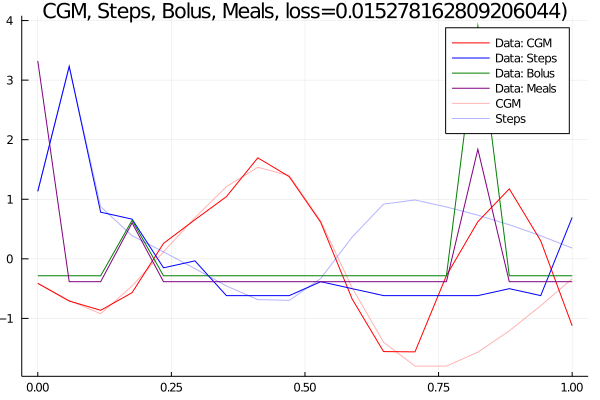 CGM, Steps, Bolus, Meals, loss=0.015278162809206044)
4
3
2
1
0
−1
Data: CGM
Data: Steps
Data: Bolus
Data: Meals
CGM
Steps
0.00 0.25 0.50 0.75 1.00